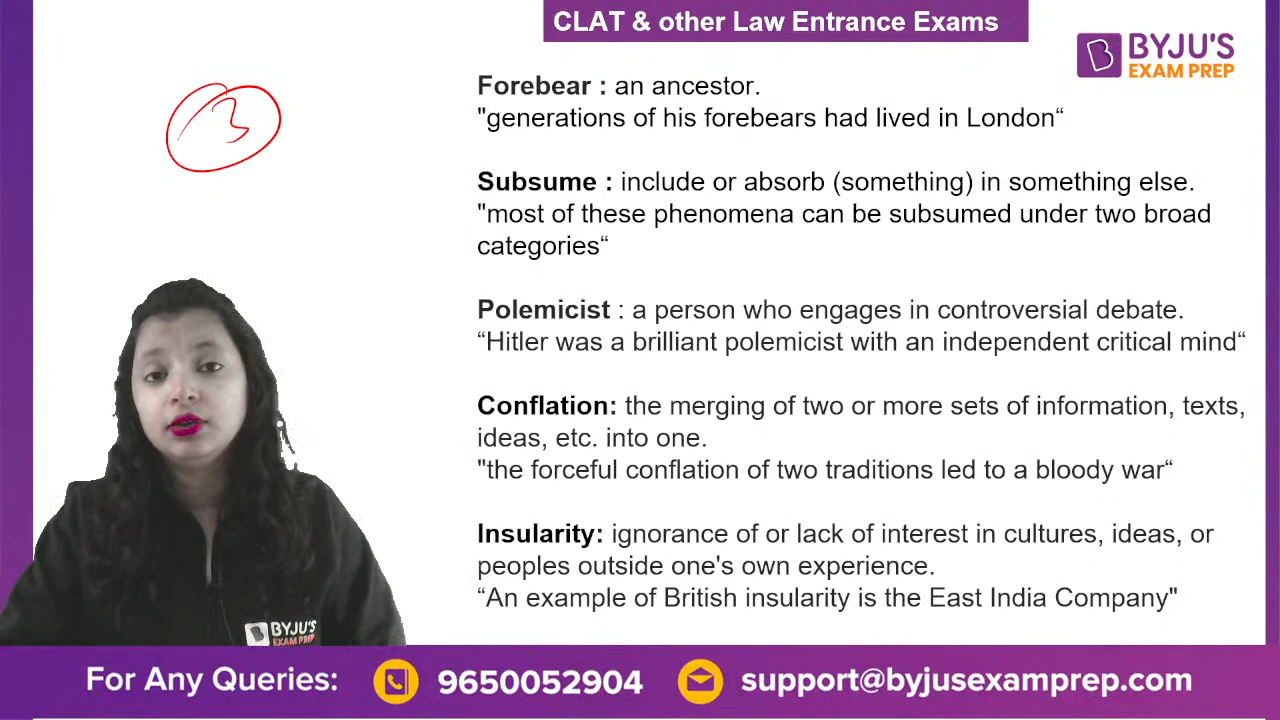 CLAT & other Law Entrance Exams
BYJU'S
EXAM PREP
Forebear : an ancestor.
"generations of his forebears had lived in London“
Subsume : include or absorb (something) in something else.
"most of these phenomena can be subsumed under two broad
categories“
Polemicist : a person who engages in controversial debate.
“Hitler was a brilliant polemicist with an independent critical mind“
Conflation: the merging of two or more sets of information, texts,
ideas, etc. into one.
"the forceful conflation of two traditions led to a bloody war“
Insularity: ignorance of or lack of interest in cultures, ideas, or
peoples outside one's own experience.
“An example of British insularity is the East India Company"
BYJU'S
EXAM PREP
For Any Queries: 9650052904 support@byjusexamprep.com